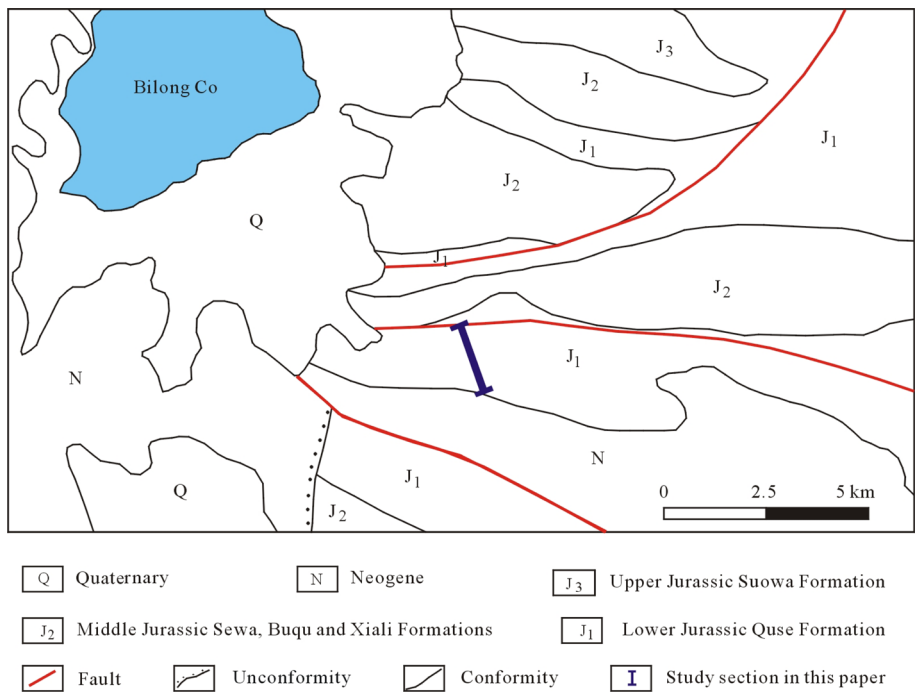 J3
Bilong Co
J2
J1
J1
J2
Q
J1
J2
J1
N
N
J1
Q
J2
0 2.5 5 km
Q Quaternary
N Neogene
J3 Upper Jurassic Suowa Formation
J2 Middle Jurassic Sewa, Buqu and Xiali Formations
J1 Lower Jurassic Quse Formation
Fault
Unconformity
Conformity
Study section in this paper